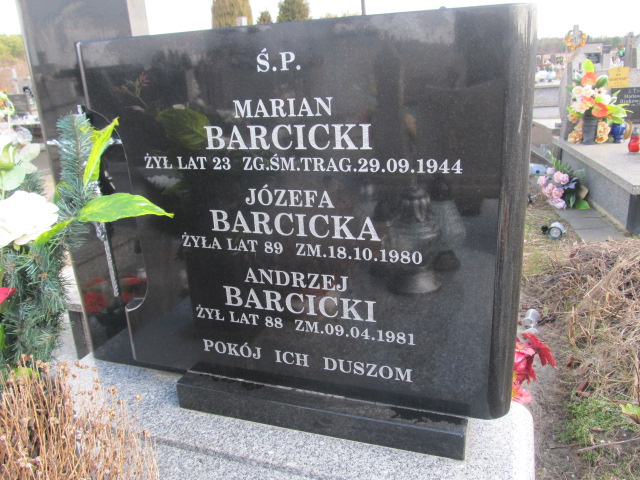 Ś.P.
MARIAN
BARCICKI
ŻYŁ LAT 23 ZG.ŚM.TRAG.29.09.1944
JÓZEFA
BARCICKA
ŻYŁA LAT 89 ZM.18.10.1980
ANDRZEJ
BARCICKI
ŻYŁ LAT 88 ZM.09.04.1981
POKÓJ ICH DUSZOM